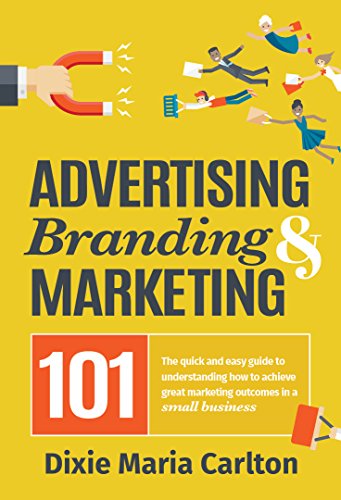 ADVERTISING
Branding &
MARKETING
101
The quick and easy guide to
understanding how to achieve
great marketing outcomes in a
small business
Dixie Maria Carlton